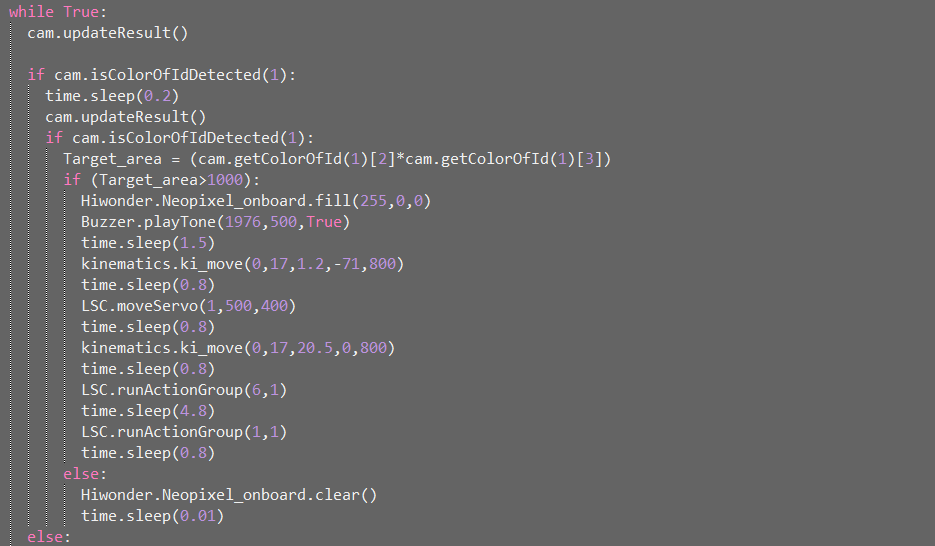 while True:
cam.updateResult()
if cam.isColorOfIdDetected(1):
time.sleep(0.2)
cam.updateResult()
if cam.isColorOfIdDetected(1):
Target_area = (cam.getColorOfId(1)[2]*cam.getColorOfId(1)[3])
if (Target_area>1000):
Hiwonder.Neopixel_onboard.fill(255,0,0)
Buzzer.playTone(1976,500,True)
time.sleep(1.5)
kinematics.ki_move(0,17,1.2,-71,800)
time.sleep(0.8)
LSC.moveServo(1,500,400)
time.sleep(0.8)
kinematics.ki_move(0,17,20.5,0,800)
time.sleep(0.8)
LSC.runActionGroup(6,1)
time.sleep(4.8)
LSC.runActionGroup(1,1)
time.sleep(0.8)
else:
Hiwonder.Neopixel_onboard.clear()
time.sleep(0.01)
else: